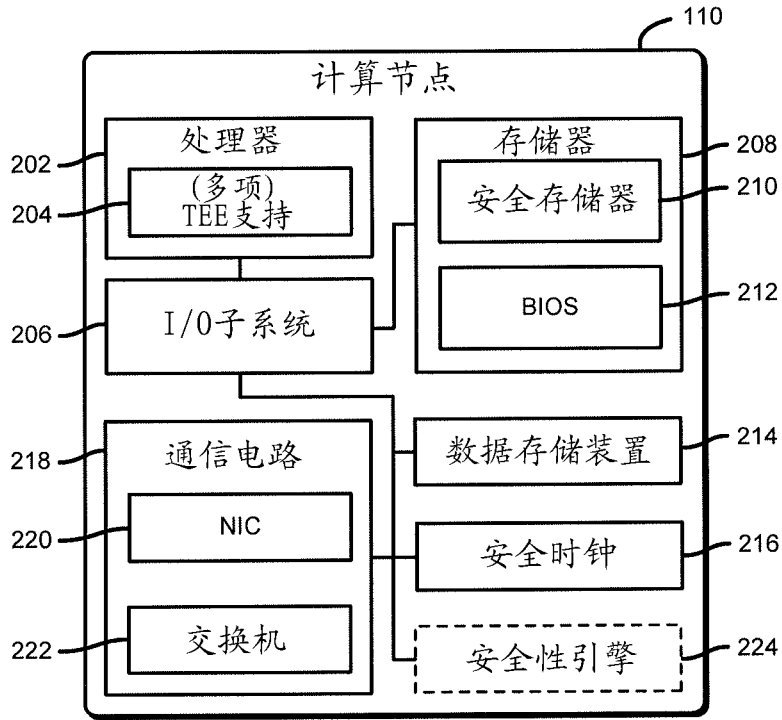 110
计算节点
处理器
202
(多项)
204
TEE支持
存储器
208
安全存储器
210
BIOS
212
I/O子系统
206
通信电路
218
NIC
220
交换机
222
数据存储装置
214
安全时钟
216
安全性引擎
224